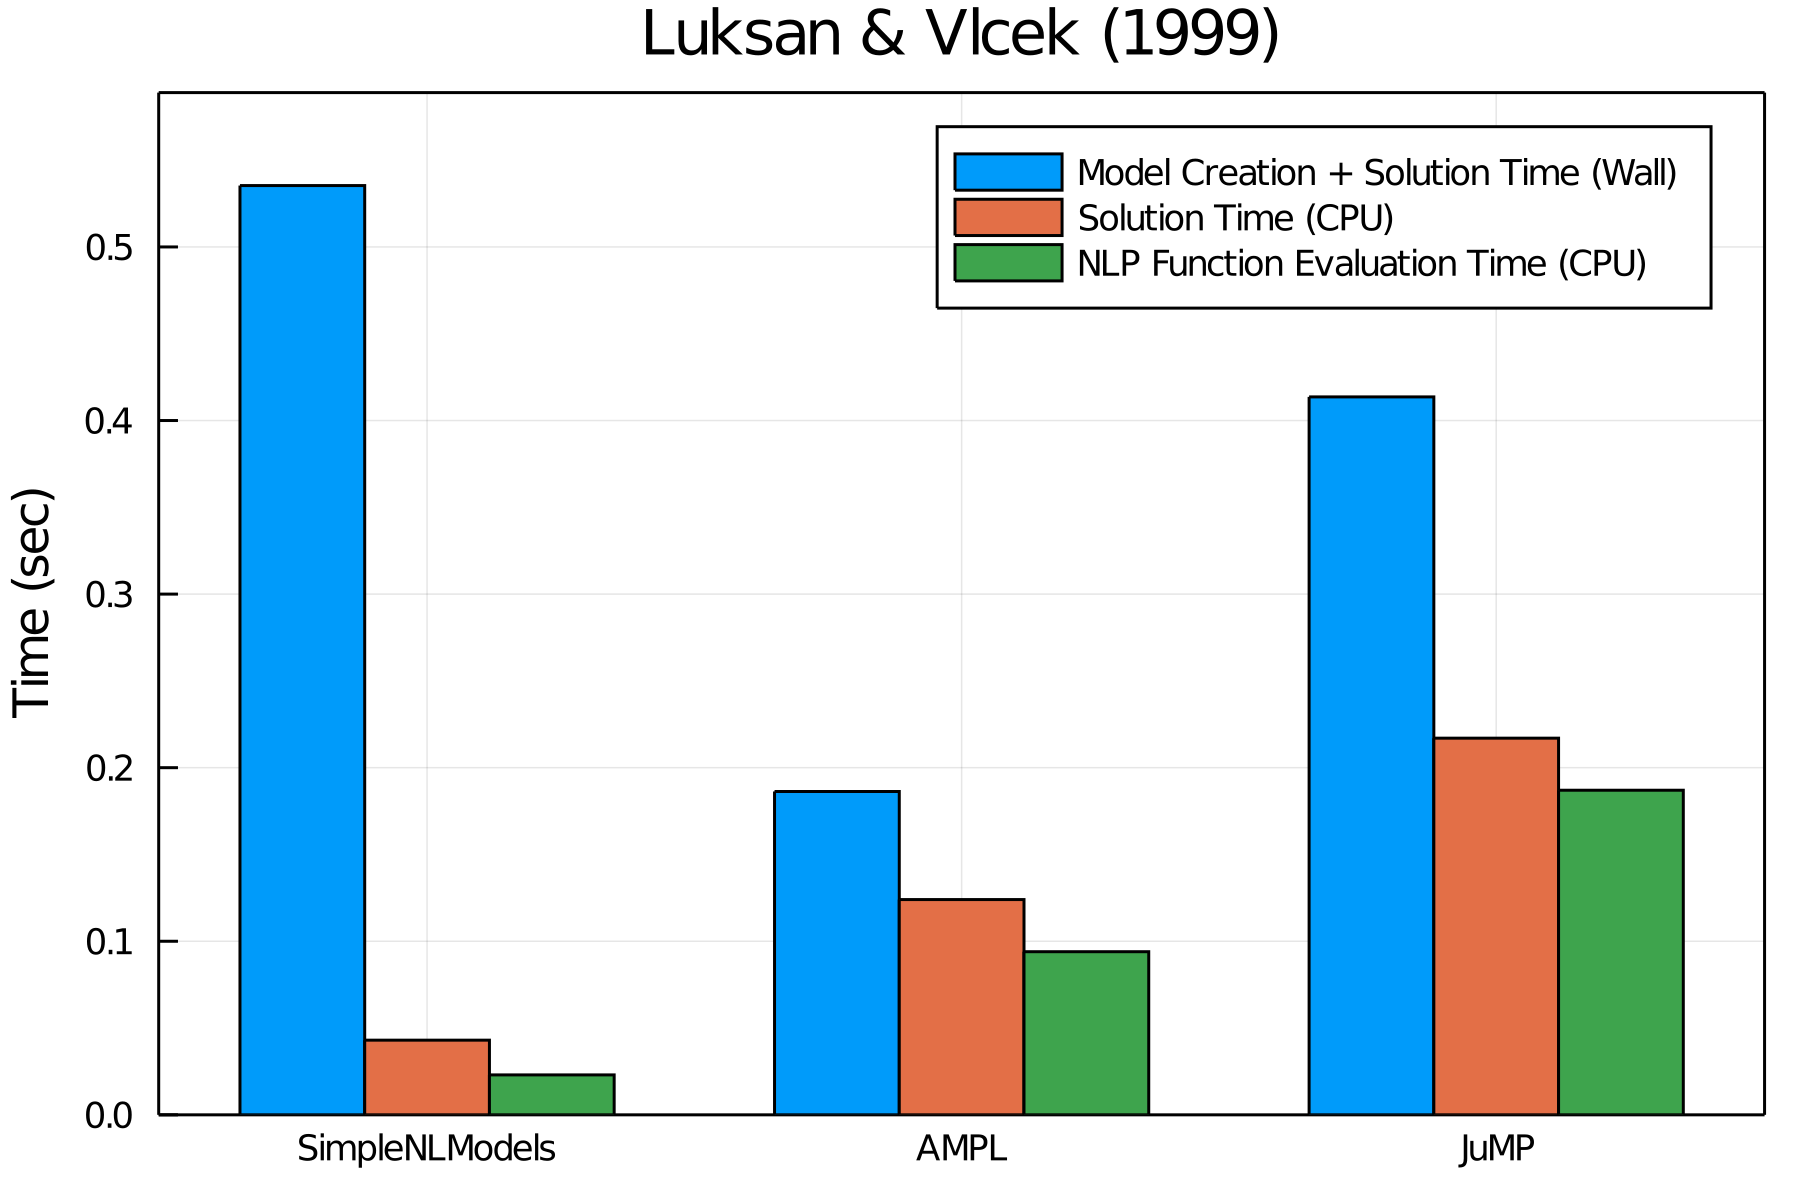 Luksan & Vlcek (1999)
Model Creation + Solution Time (Wall)
Solution Time (CPU)
NLP Function Evaluation Time (CPU)
Time (sec)
0.5
0.4
0.3
0.2
0.1
0.0
SimpleNLModels
AMPL
JuMP